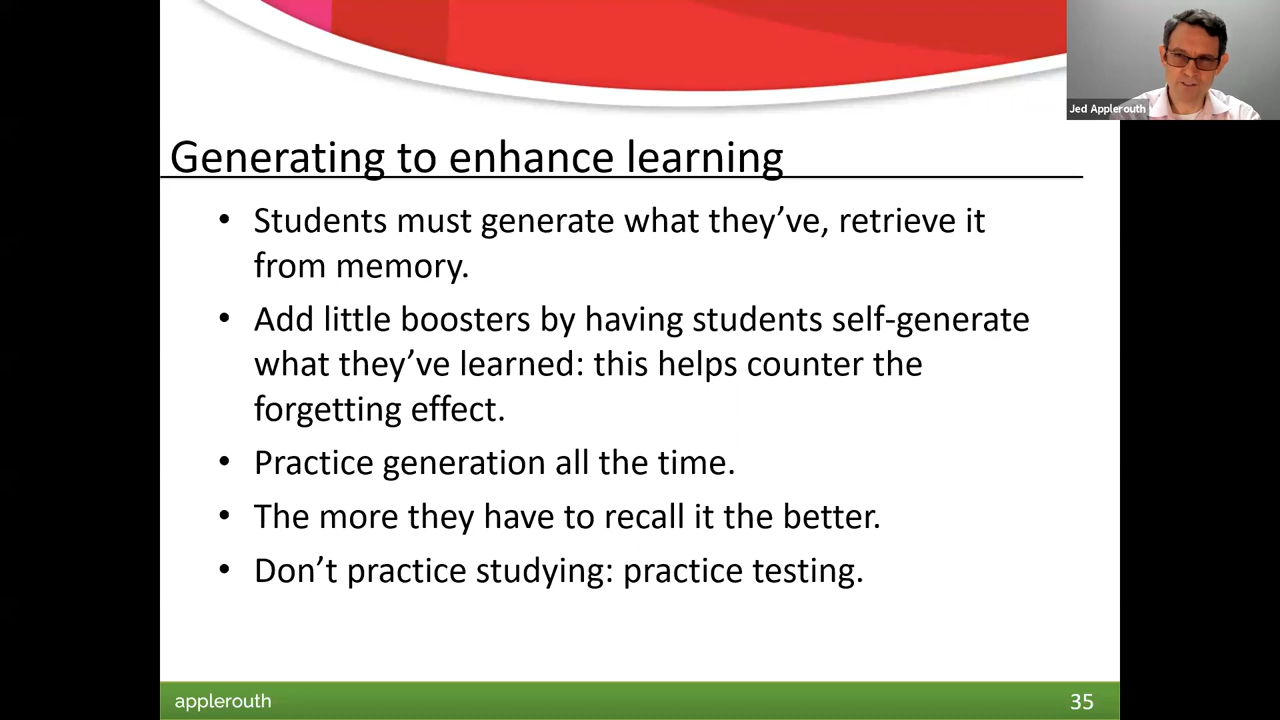 Jed Applerouth
Generating to enhance learning
• Students must generate what they’ve, retrieve it
from memory.
• Add little boosters by having students self-generate
what they’ve learned: this helps counter the
forgetting effect.
• Practice generation all the time.
• The more they have to recall it the better.
• Don’t practice studying: practice testing.
applerouth
35